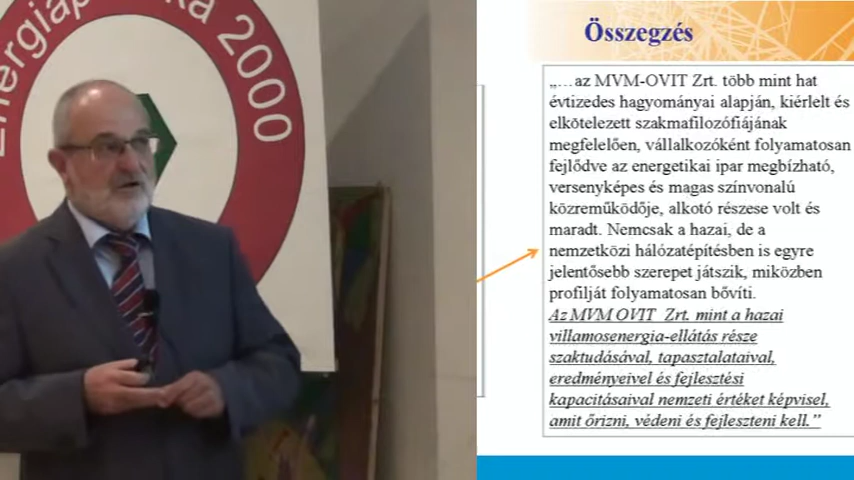 Energiapolitika 2000
Összegzés
„…az MVM-OVIT Zrt. több mint hat
évtizedes hagyományai alapján, kiérlelt és
elkötelezett szakmafilozófiájának
megfelelően, vállalkozóként folyamatosan
fejlődve az energetikai ipar megbízható,
versenyképes és magas színvonalú
közreműködője, alkotó részese volt és
maradt. Nemcsak a hazai, de a
nemzetközi hálózatépítésben is egyre
jelentősebb szerepet játszik, miközben
profilját folyamatosan bővíti.
Az MVM OVIT Zrt. mint a hazai
villamosenergia-ellátás része
szaktudásával, tapasztalataival,
eredményeivel és fejlesztési
kapacitásaival nemzeti értéket képvisel,
amit őrizni, védeni és fejleszteni kell.”